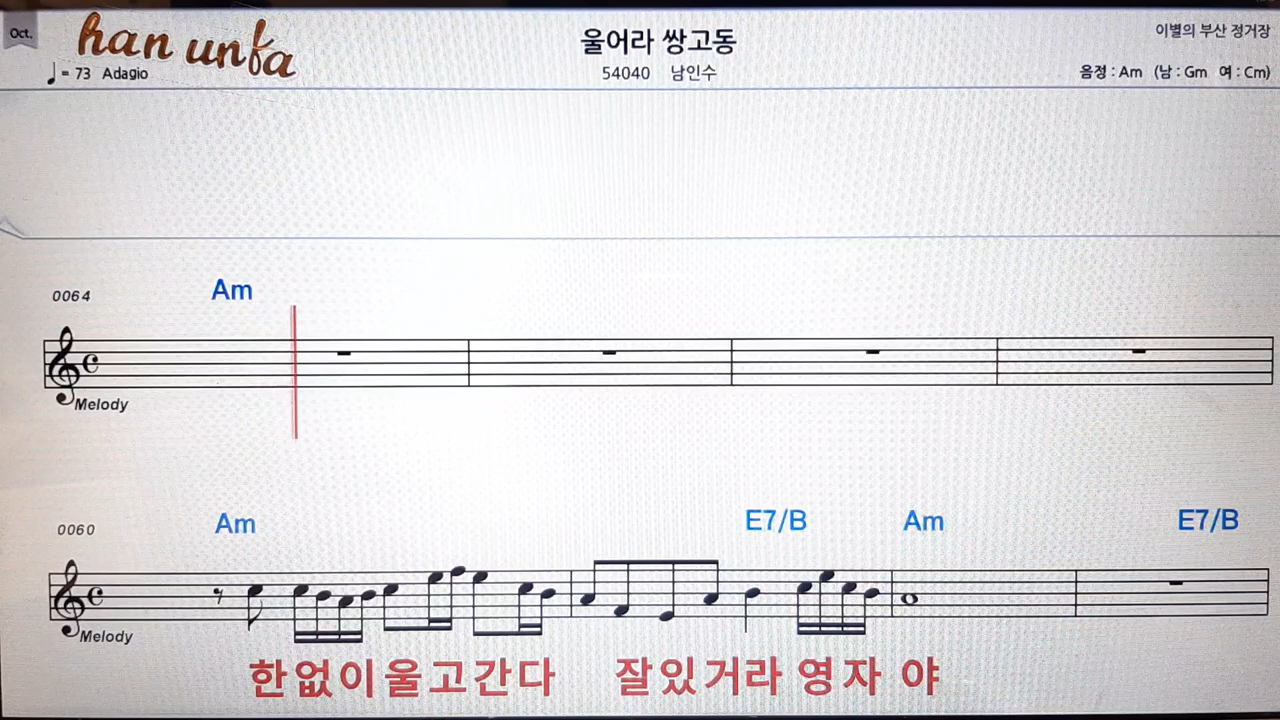 Oct.
han unfa
♩= 73 Adagio
울어라 쌍고동
54040 남인수
이별의 부산 정거장
음정 : Am (남 : Gm 여 : Cm)
0064 Am
Melody
0060 Am E7/B Am E7/B
Melody
한없이울고간다 잘있거라 영자 야